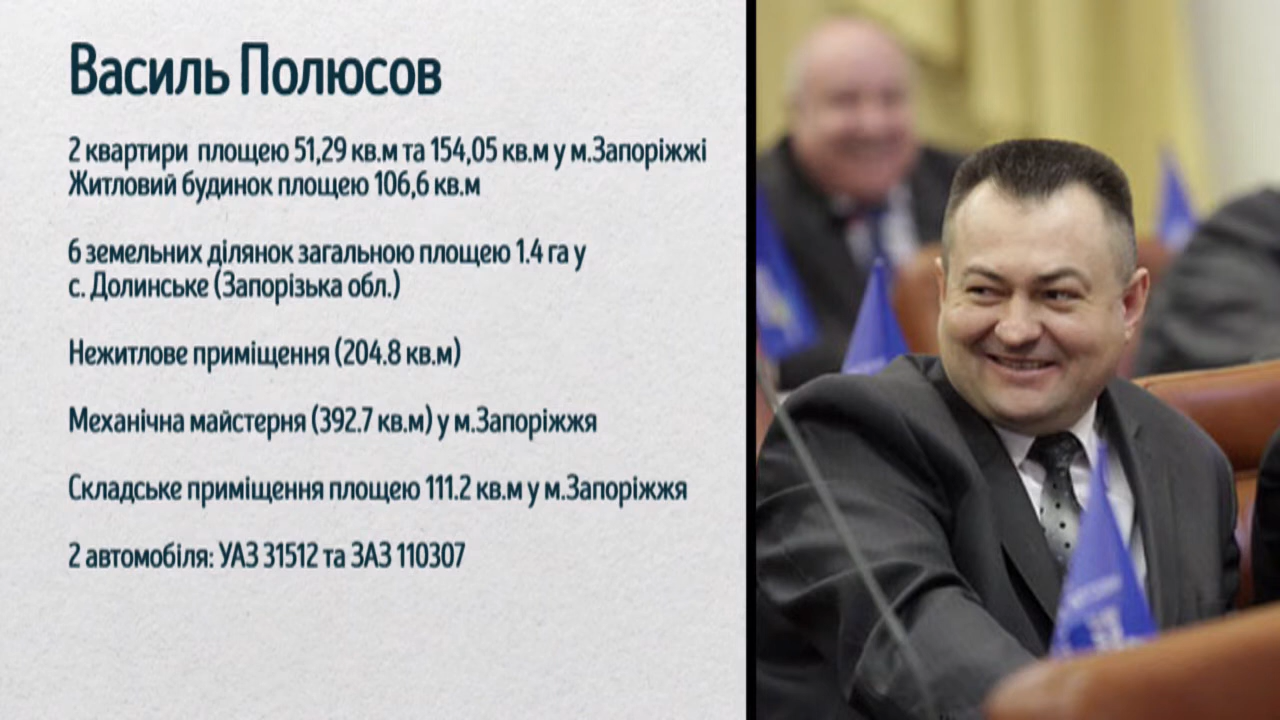 Василь Полюсов
2 квартири площею 51,29 кв.м та 154,05 кв.м у м.Запоріжжі
Житловий будинок площею 106,6 кв.м
6 земельних ділянок загальною площею 1.4 га у
с. Долинське (Запорізька обл.)
Нежитлове приміщення (204.8 кв.м)
Механічна майстерня (392.7 кв.м) у м.Запоріжжя
Складське приміщення площею 111.2 кв.м у м.Запоріжжя
2 автомобіля: УАЗ 31512 та ЗАЗ 110307